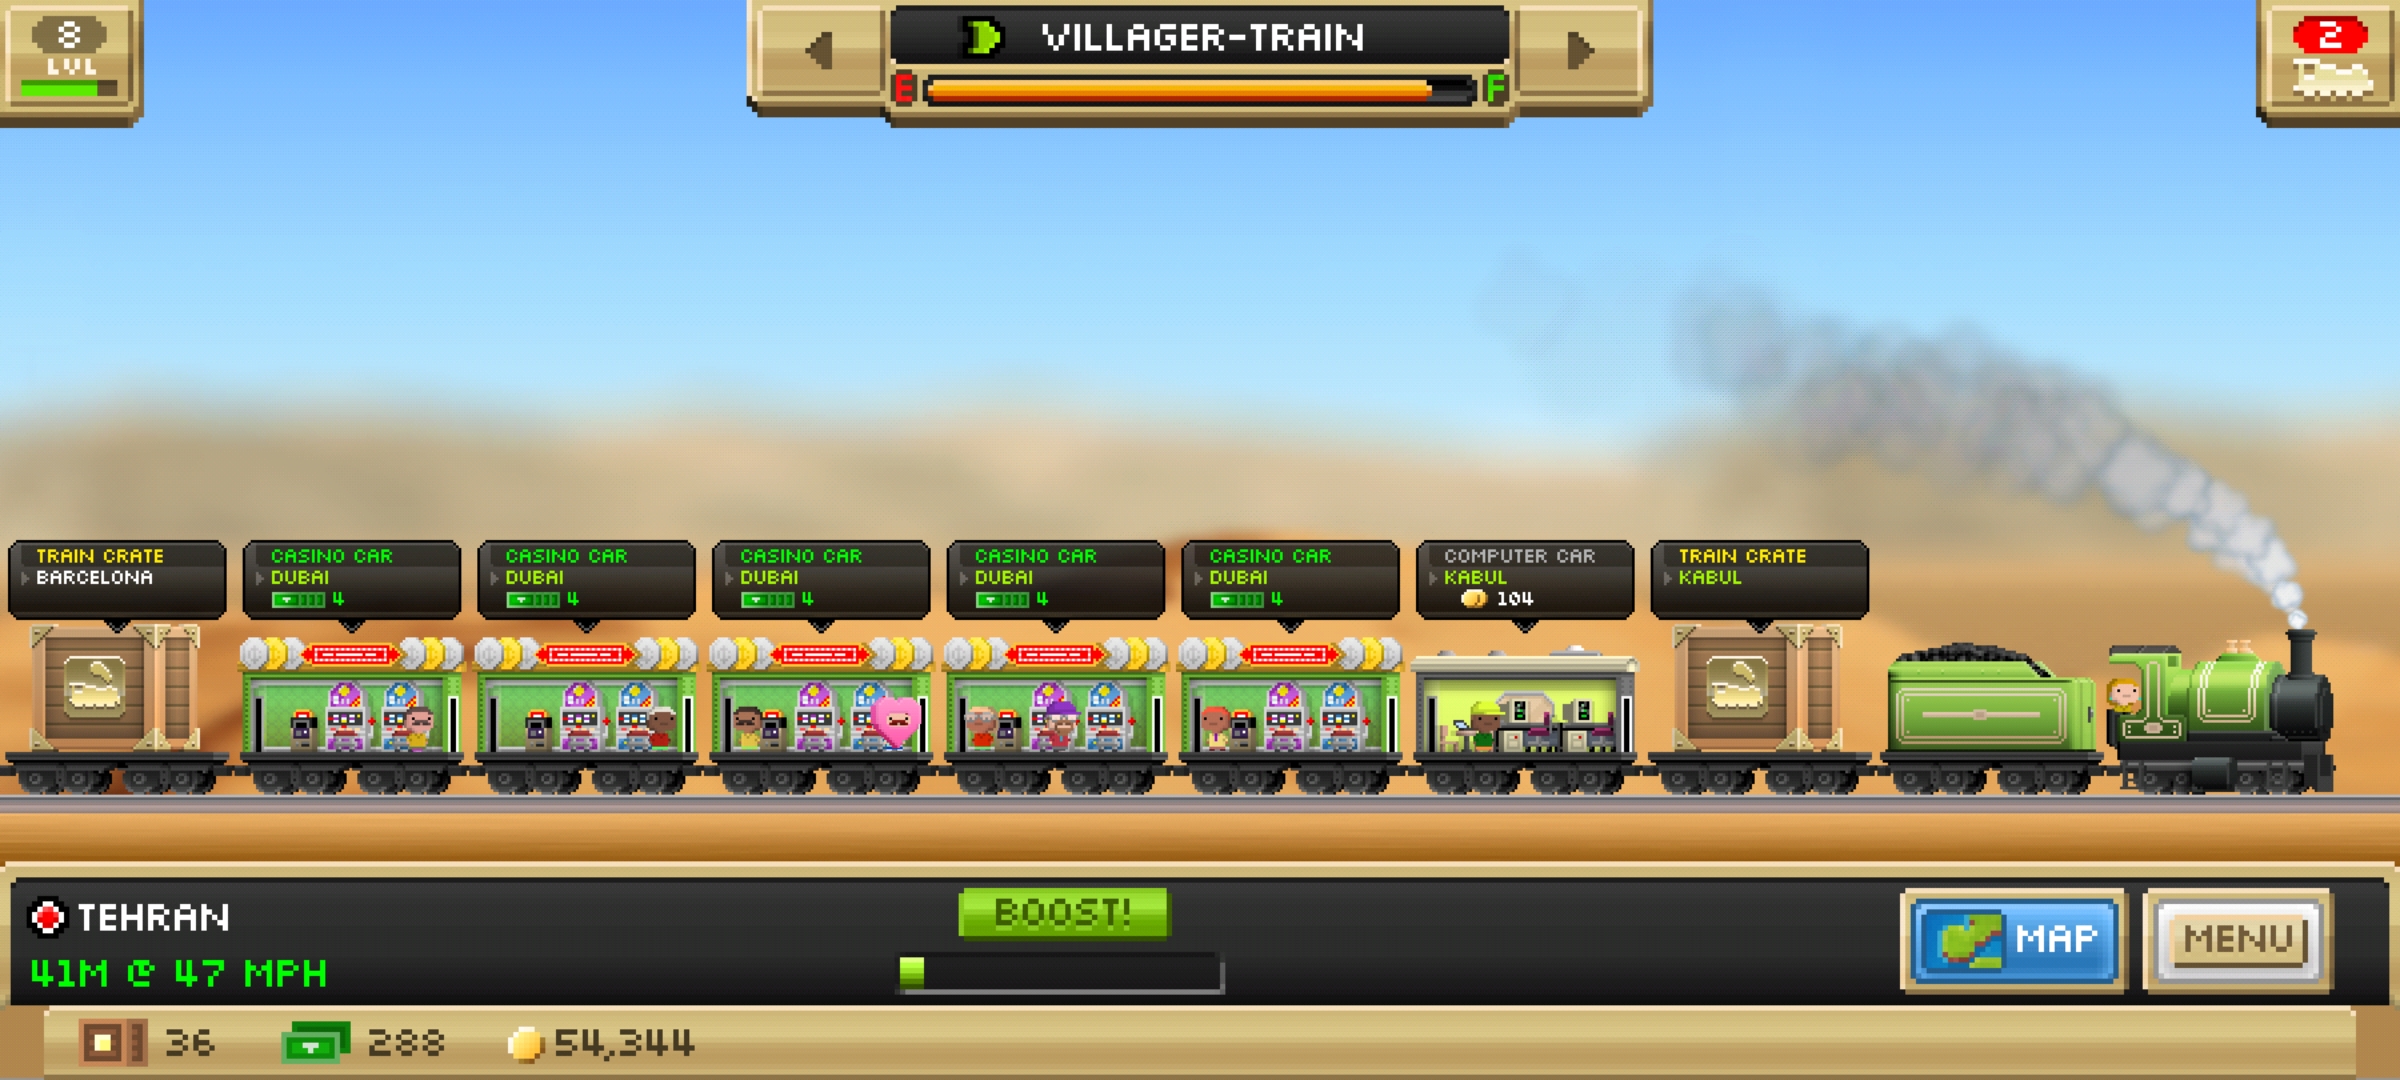 8
LVL
VILLAGER-TRAIN
E
F
2
TRAIN CRATE
BARCELONA
CASINO CAR
DUBAI
4
CASINO CAR
DUBAI
4
CASINO CAR
DUBAI
4
CASINO CAR
DUBAI
4
CASINO CAR
DUBAI
4
COMPUTER CAR
KABUL
104
TRAIN CRATE
KABUL
TEHRAN
41M @ 47 MPH
BOOST!
MAP
MENU
36
288
54,344